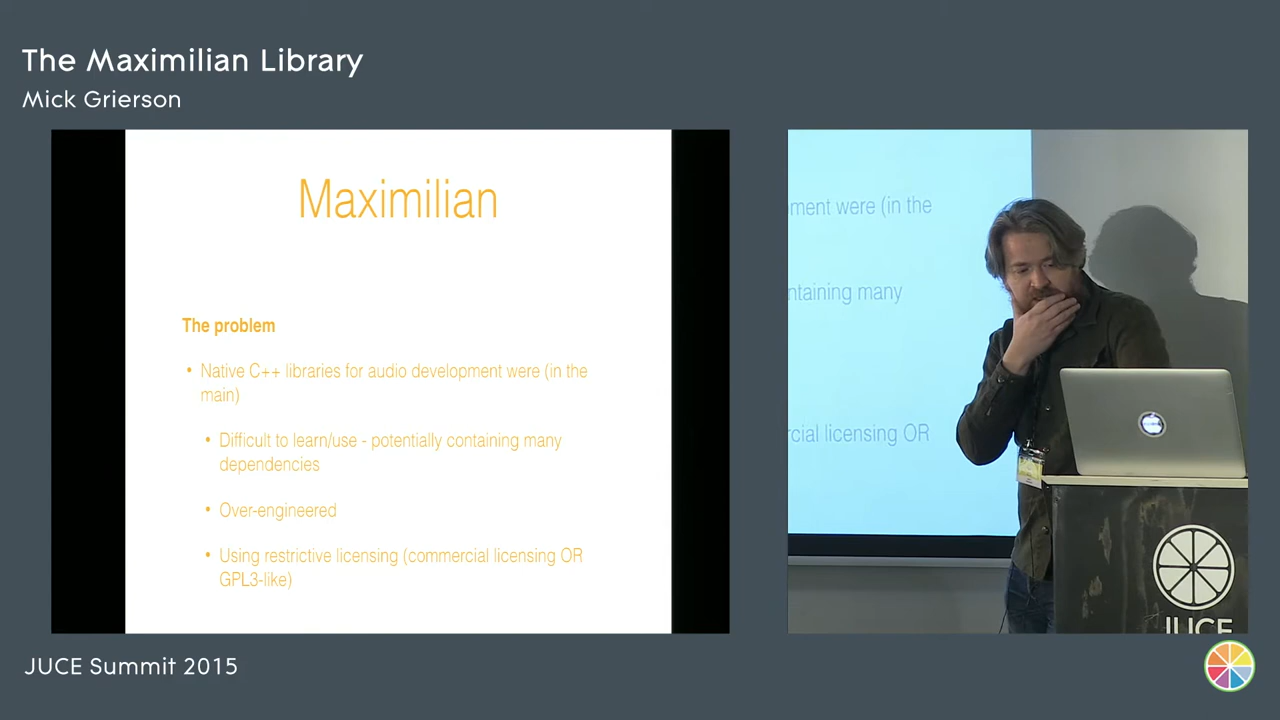 The Maximilian Library
Mick Grierson
Maximilian
The problem
• Native C++ libraries for audio development were (in the
main)
• Difficult to learn/use - potentially containing many
dependencies
• Over-engineered
• Using restrictive licensing (commercial licensing OR
GPL3-like)
ment were (in the
ntaining many
cial licensing OR
JUCE
JUCE Summit 2015